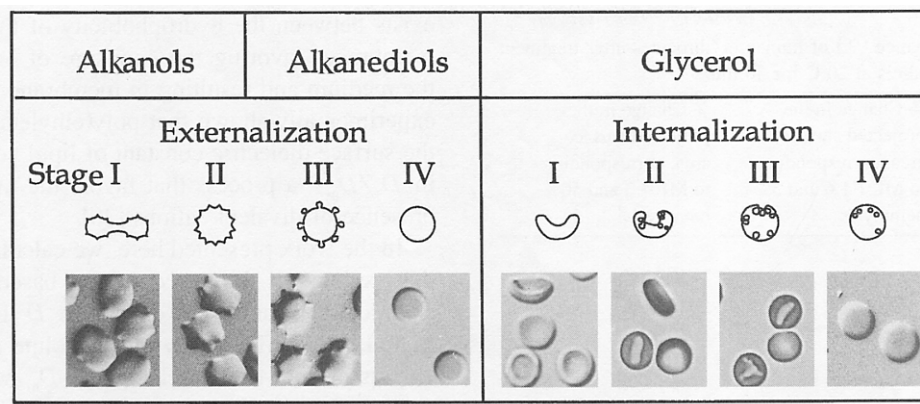 Alkanols Alkanediols Glycerol
Externalization Internalization
Stage I II III IV I II III IV